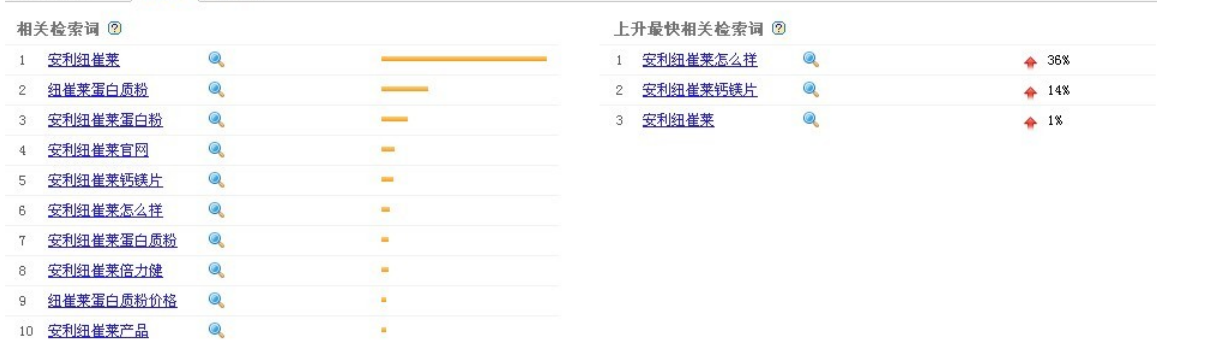 相关检索词
1 安利纽崔莱
2 纽崔莱蛋白质粉
3 安利纽崔莱蛋白粉
4 安利纽崔莱官网
5 安利纽崔莱钙镁片
6 安利纽崔莱怎么样
7 安利纽崔莱蛋白质粉
8 安利纽崔莱倍力健
9 纽崔莱蛋白质粉价格
10 安利纽崔莱产品
上升最快相关检索词
1 安利纽崔莱怎么样 36%
2 安利纽崔莱钙镁片 14%
3 安利纽崔莱 1%